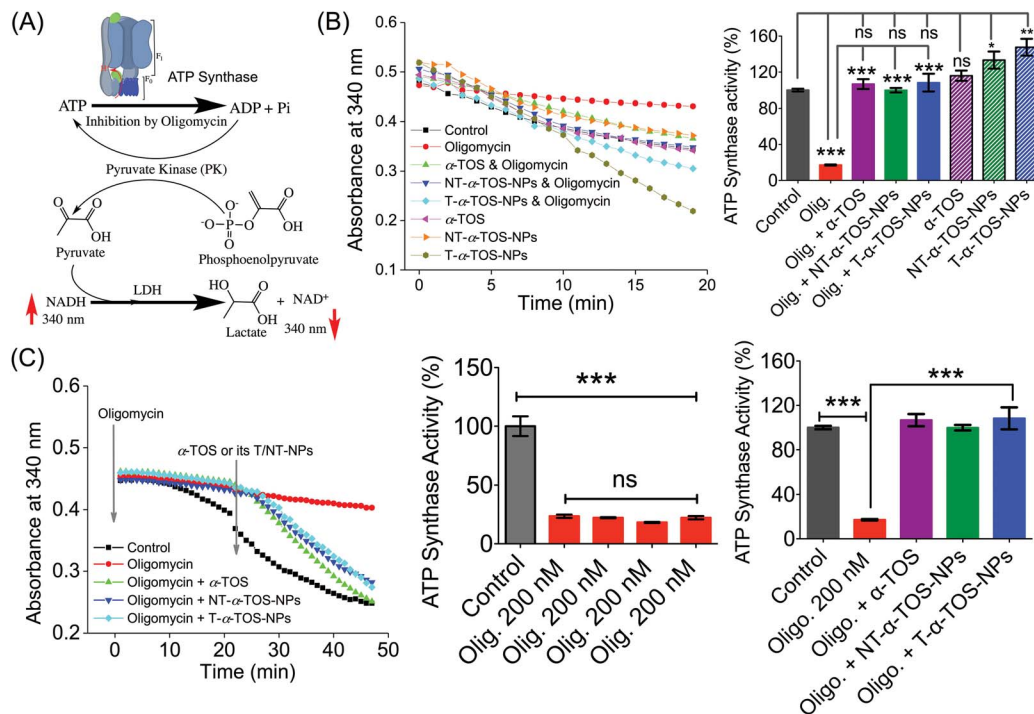 (A)
F₁
F₀
ATP Synthase
ATP
ADP + Pi
Inhibition by Oligomycin
Pyruvate Kinase (PK)
O
O
OH
Pyruvate
O⁻
⁻O
P
O
O
O
OH
Phosphoenolpyruvate
NADH
340 nm
LDH
HO
O
OH
Lactate
+ NAD⁺
340 nm
(B)
Absorbance at 340 nm
0.6
0.5
0.4
0.3
0.2
0.1
Control
Oligomycin
α-TOS & Oligomycin
NT-α-TOS-NPs & Oligomycin
T-α-TOS-NPs & Oligomycin
α-TOS
NT-α-TOS-NPs
T-α-TOS-NPs
0 5 10 15 20
Time (min)
ATP Synthase activity (%)
160
120
80
40
0
ns ns ns
*** *** *** *** ns * **
Control
Olig.
Olig. + α-TOS
Olig. + NT-α-TOS-NPs
Olig. + T-α-TOS-NPs
α-TOS
NT-α-TOS-NPs
T-α-TOS-NPs
(C)
Absorbance at 340 nm
0.6
0.5
0.4
0.3
0.2
Oligomycin
α-TOS or its T/NT-NPs
Control
Oligomycin
Oligomycin + α-TOS
Oligomycin + NT-α-TOS-NPs
Oligomycin + T-α-TOS-NPs
0 10 20 30 40 50
Time (min)
ATP Synthase Activity (%)
150
100
50
0
***
ns
Control
Olig. 200 nM
Olig. 200 nM
Olig. 200 nM
Olig. 200 nM
ATP Synthase Activity (%)
160
120
80
40
0
*** ***
Control
Oligo. 200 nM
Oligo. + α-TOS
Oligo. + NT-α-TOS-NPs
Oligo. + T-α-TOS-NPs